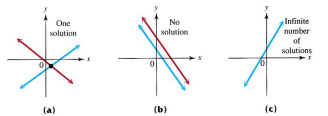 y
One
solution
x
0
(a)
y
No
solution
x
0
(b)
y
Infinite
number
of
solutions
x
0
(c)